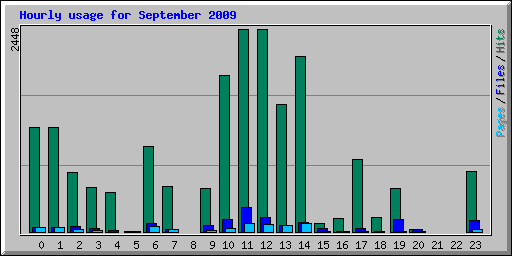 Hourly usage for September 2009
2448
Pages / Files / Hits
0 1 2 3 4 5 6 7 8 9 10 11 12 13 14 15 16 17 18 19 20 21 22 23